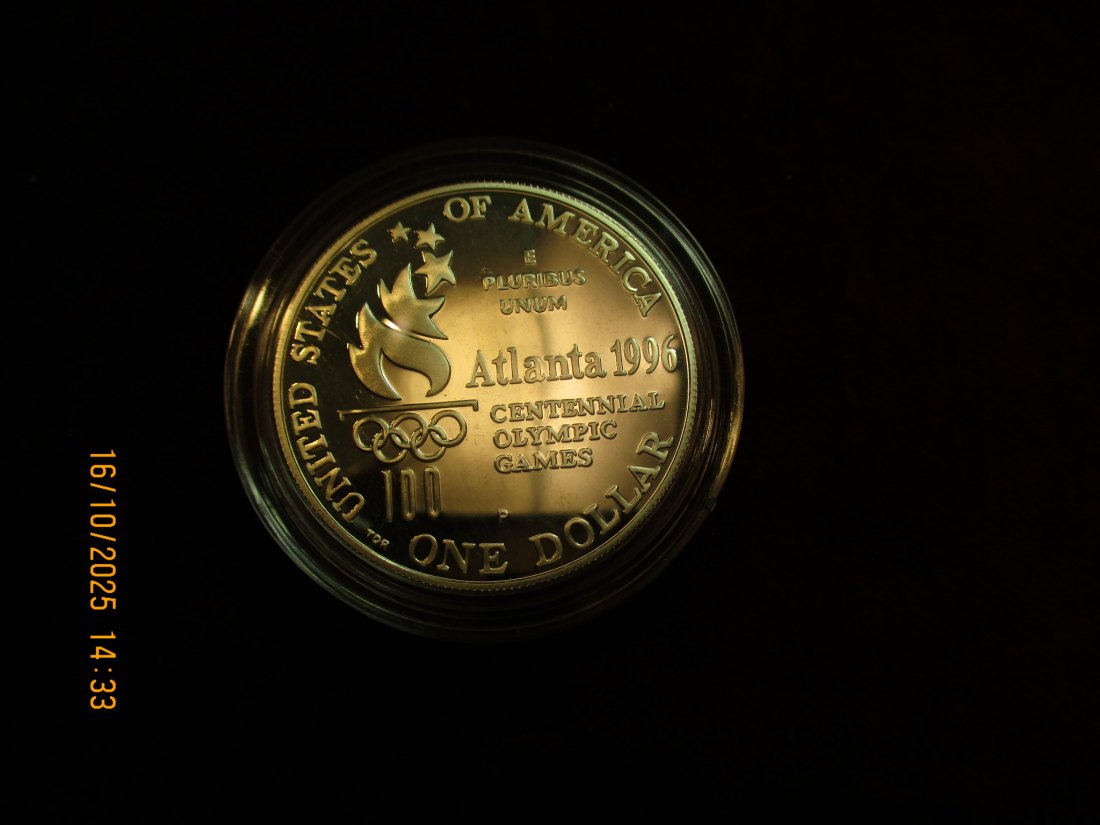 UNITED STATES OF AMERICA
E
PLURIBUS
UNUM
Atlanta 1996
CENTENNIAL
OLYMPIC
GAMES
100
P
TDR
ONE DOLLAR
16/10/2025 14:33